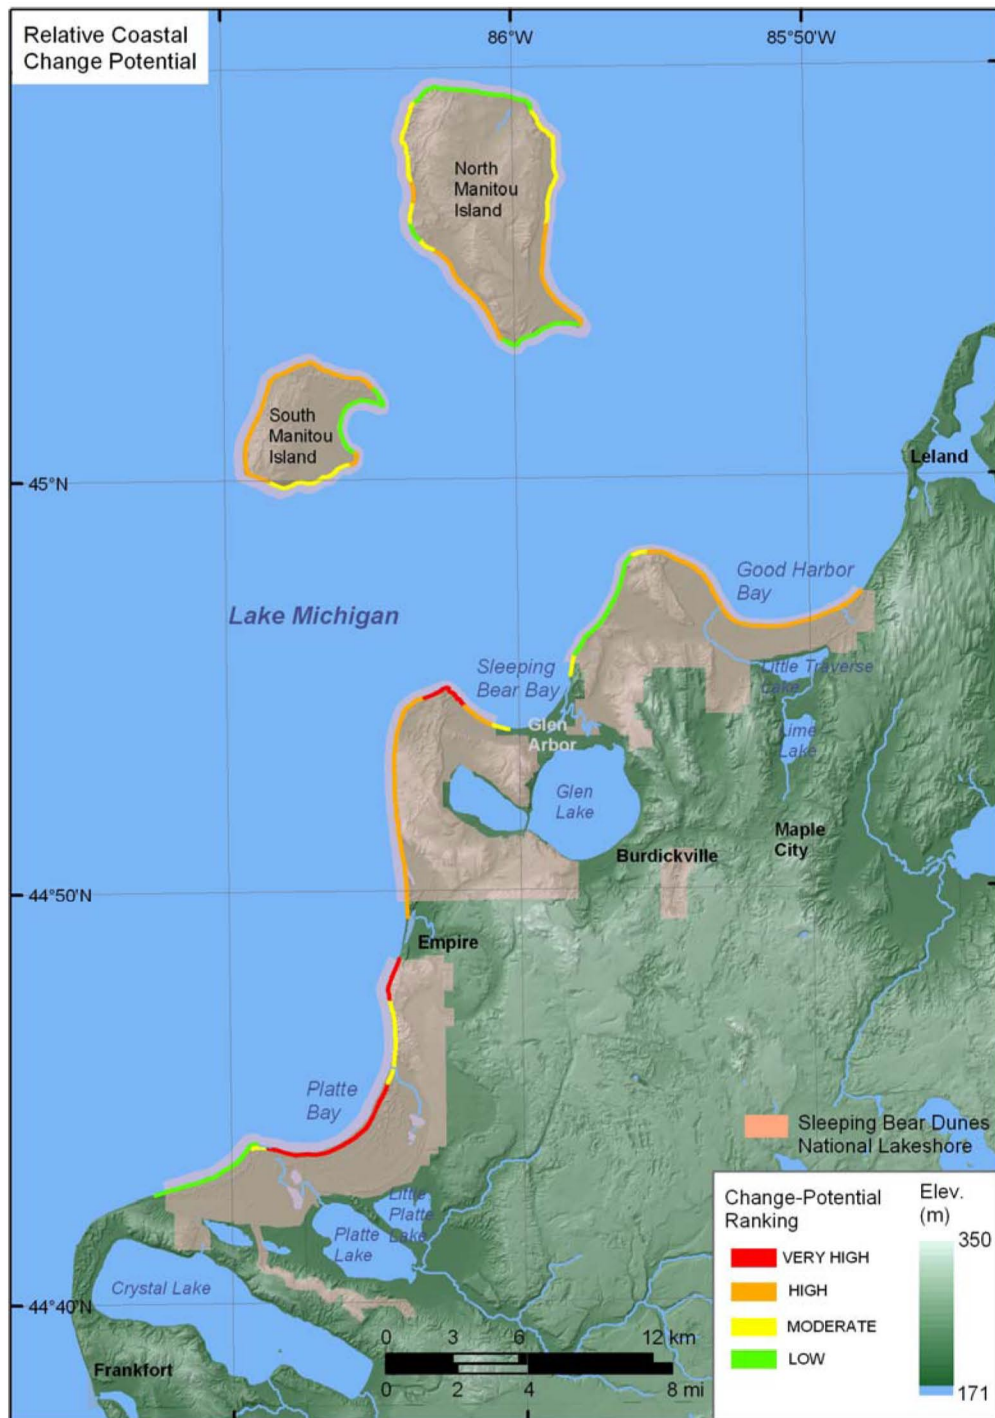 Relative Coastal
Change Potential
86°W
85°50'W
North
Manitou
Island
South
Manitou
Island
Leland
45°N
Good Harbor
Bay
Lake Michigan
Sleeping
Bear Bay
Little Traverse
Lake
Glen
Arbor
Lime
Lake
Glen
Lake
Maple
City
Burdickville
44°50'N
Empire
Platte
Bay
Sleeping Bear Dunes
National Lakeshore
Little
Platte
Lake
Platte
Lake
Crystal Lake
44°40'N
Frankfort
0 3 6 12 km
0 2 4 8 mi
Change-Potential
Ranking
VERY HIGH
HIGH
MODERATE
LOW
Elev.
(m)
350
171